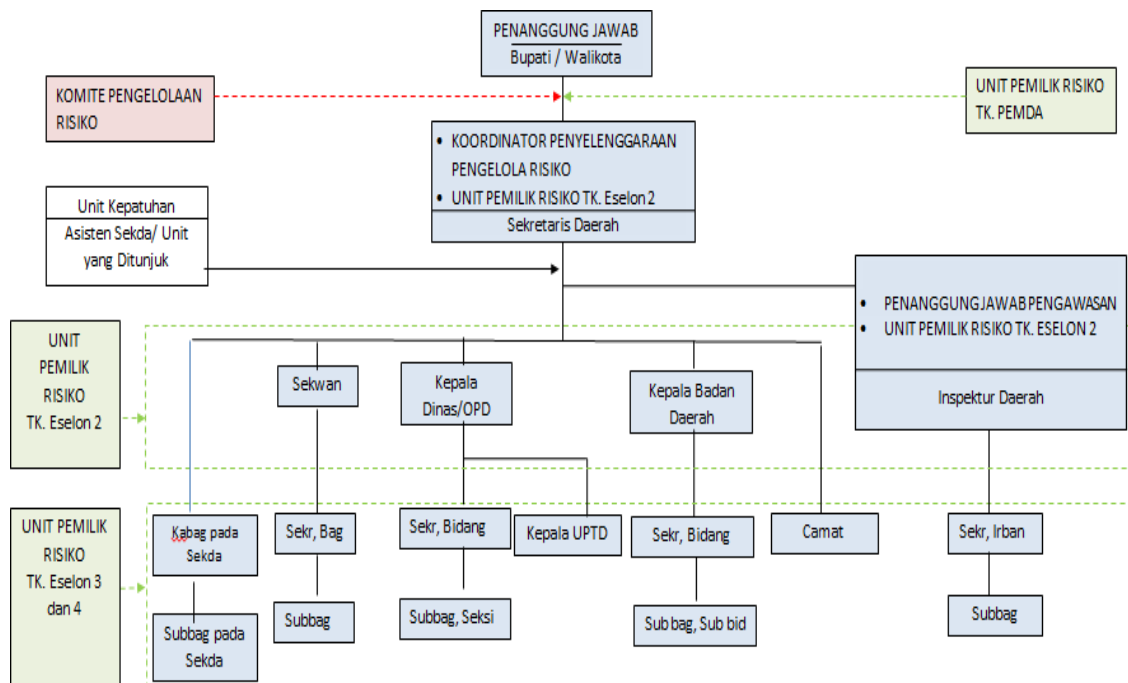 PENANGGUNG JAWAB
Bupati / Walikota
KOMITE PENGELOLAAN
RISIKO
UNIT PEMILIK RISIKO
TK. PEMDA
• KOORDINATOR PENYELENGGARAAN
PENGELOLA RISIKO
• UNIT PEMILIK RISIKO TK. Eselon 2
Sekretaris Daerah
Unit Kepatuhan
Asisten Sekda/ Unit
yang Ditunjuk
• PENANGGUNG JAWAB PENGAWASAN
• UNIT PEMILIK RISIKO TK. ESELON 2
Inspektur Daerah
UNIT
PEMILIK
RISIKO
TK. Eselon 2
Sekwan
Kepala
Dinas/OPD
Kepala Badan
Daerah
UNIT PEMILIK
RISIKO
TK. Eselon 3
dan 4
Kabag pada
Sekda
Sekr, Bag
Sekr, Bidang
Kepala UPTD
Sekr, Bidang
Camat
Sekr, Irban
Subbag pada
Sekda
Subbag
Subbag, Seksi
Sub bag, Sub bid
Subbag